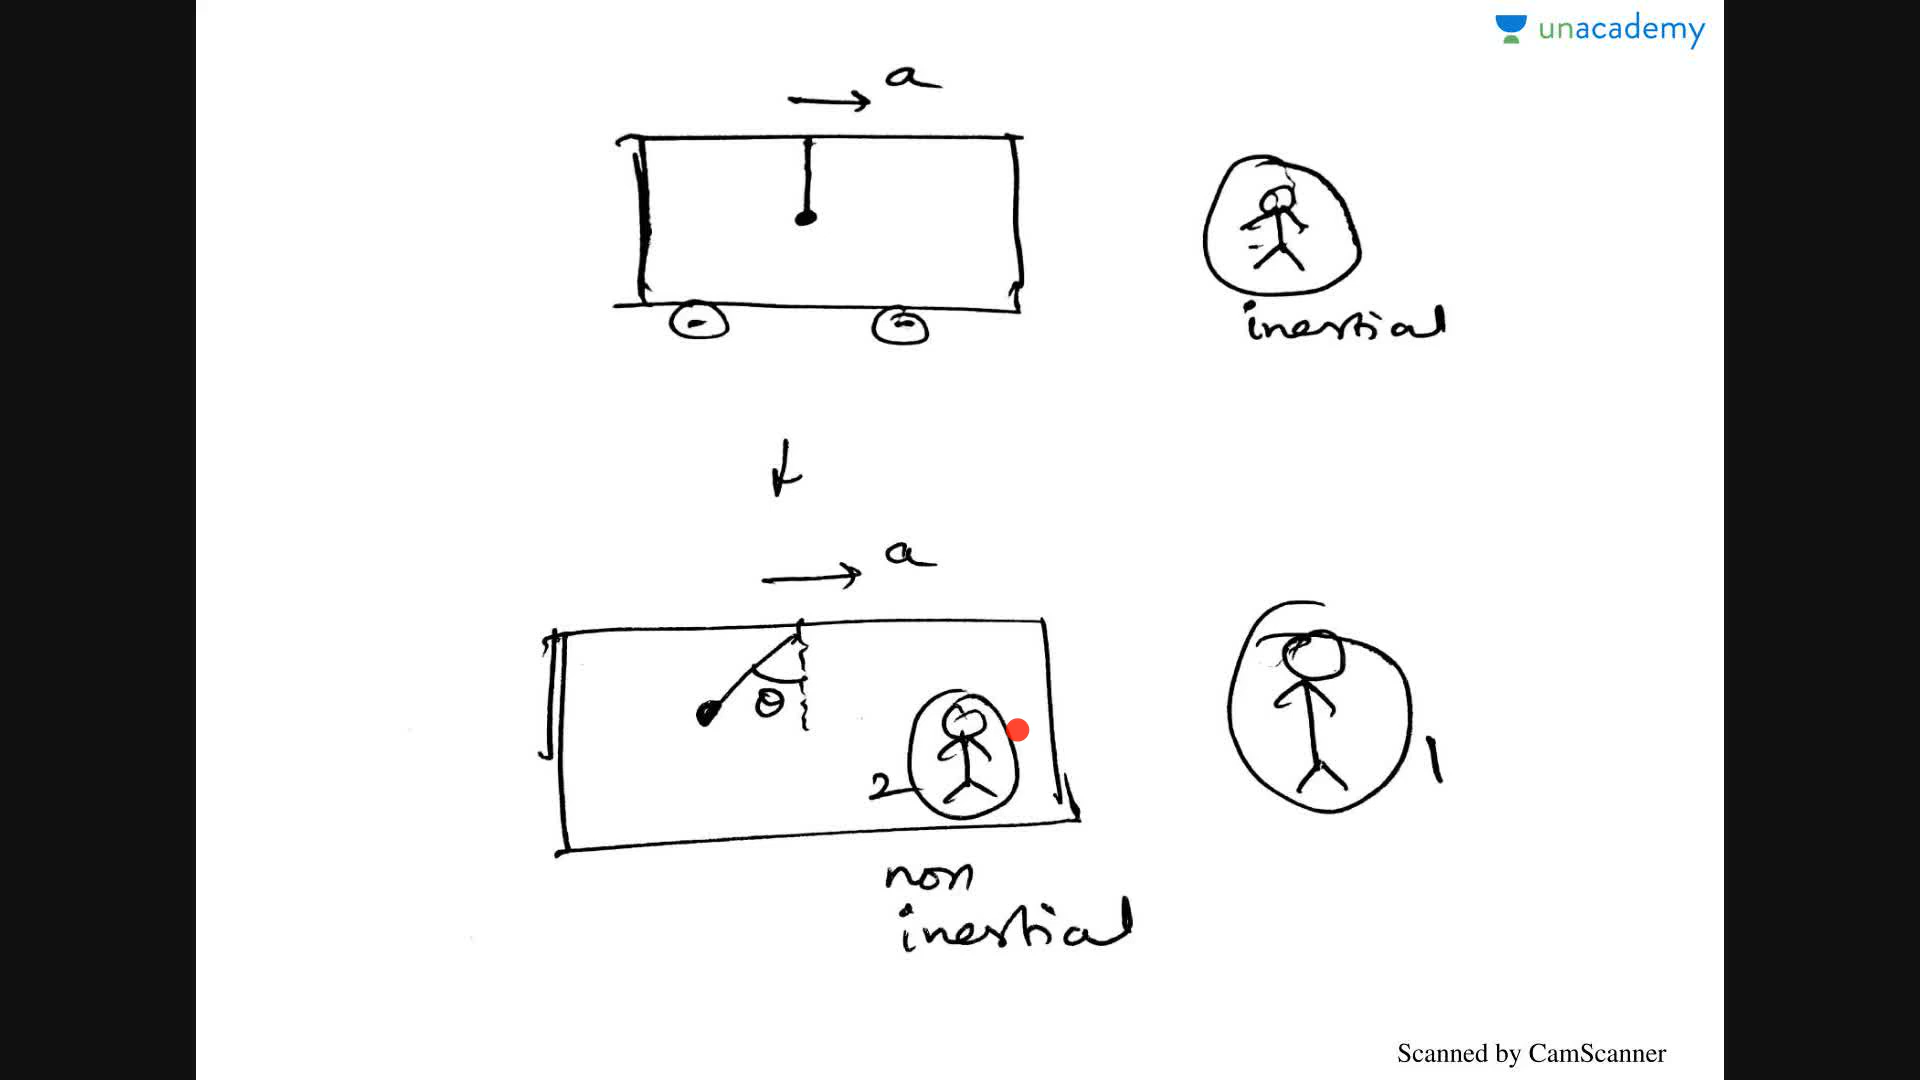 unacademy
a
inertial
a
θ
2
1
non
inertial
Scanned by CamScanner